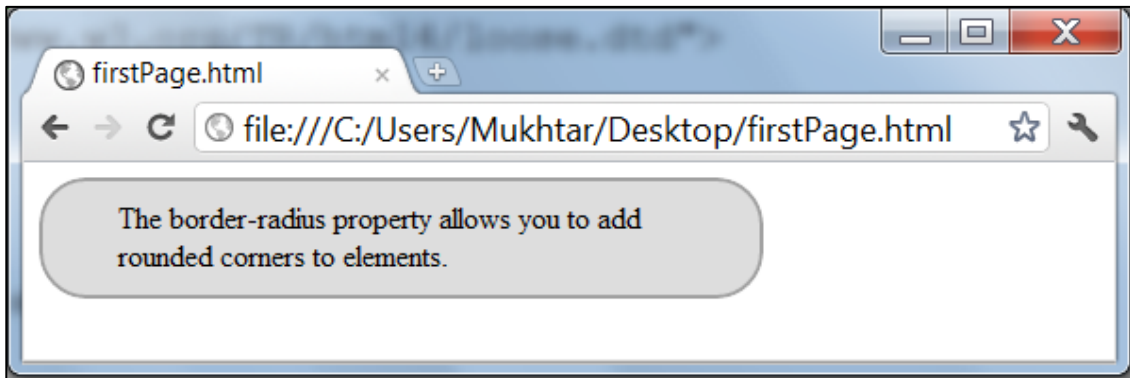 firstPage.html
file:///C:/Users/Mukhtar/Desktop/firstPage.html
The border-radius property allows you to add
rounded corners to elements.